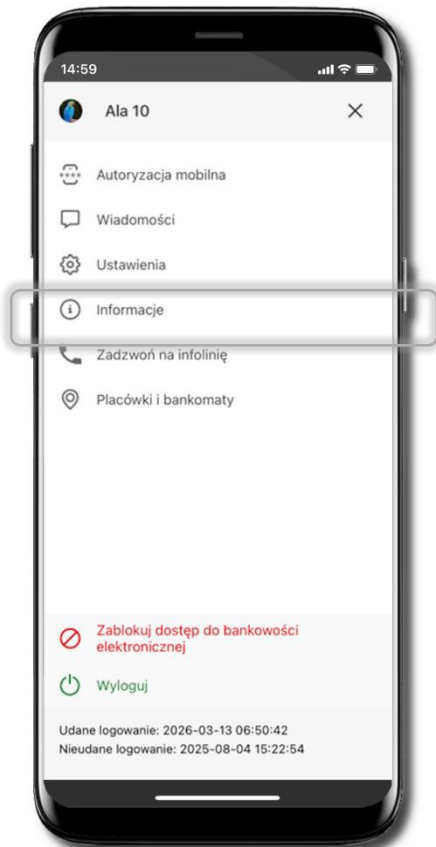 14:59
Ala 10
Autoryzacja mobilna
Wiadomości
Ustawienia
Informacje
Zadzwoń na infolinię
Placówki i bankomaty
Zablokuj dostęp do bankowości
elektronicznej
Wyloguj
Udane logowanie: 2026-03-13 06:50:42
Nieudane logowanie: 2025-08-04 15:22:54